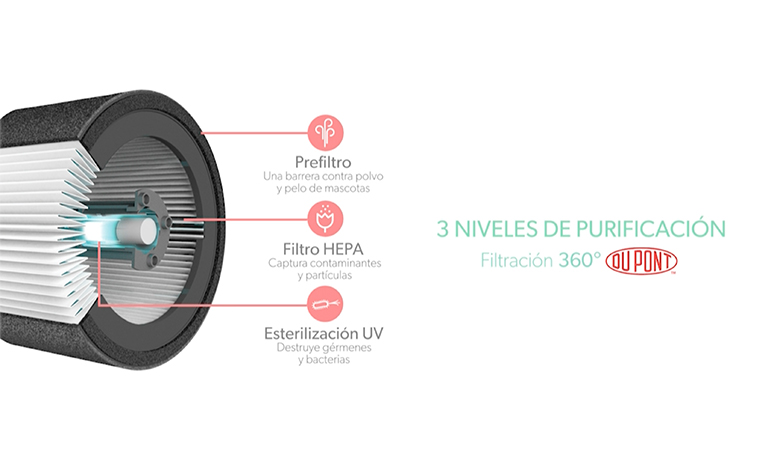 Prefiltro
Una barrera contra polvo
y pelo de mascotas
Filtro HEPA
Captura contaminantes
y partículas
Esterilización UV
Destruye gérmenes
y bacterias
3 NIVELES DE PURIFICACIÓN
Filtración 360° DUPONT™